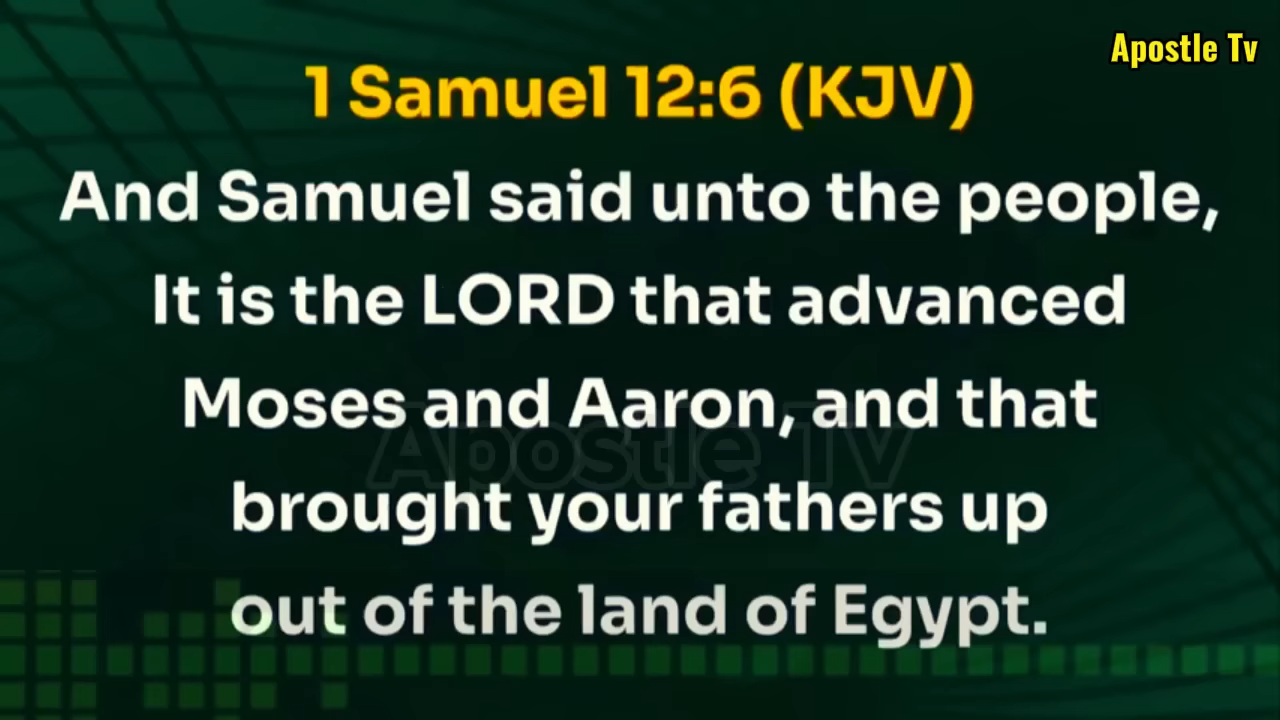 Apostle Tv
1 Samuel 12:6 (KJV)
And Samuel said unto the people,
It is the LORD that advanced
Moses and Aaron, and that
Apostle Tv
brought your fathers up
out of the land of Egypt.